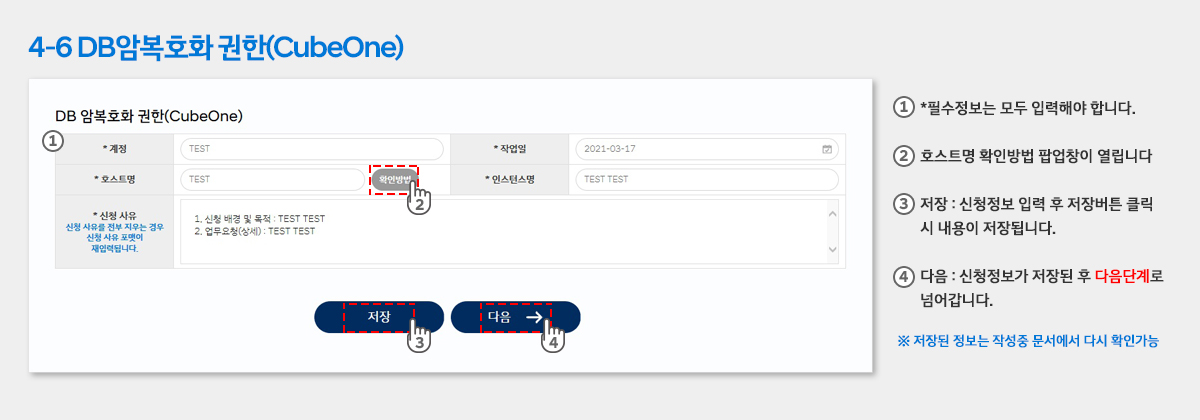 4-6 DB암복호화 권한(CubeOne)
DB 암복호화 권한(CubeOne)
1
* 계정
TEST
* 작업일
2021-03-17
* 호스트명
TEST
확인방법
2
* 인스턴스명
TEST TEST
* 신청 사유
신청 사유를 전부 지우는 경우
신청 사유 포맷이
재입력됩니다.
1. 신청 배경 및 목적 : TEST TEST
2. 업무요청(상세) : TEST TEST
저장
3
다음
4
1 *필수정보는 모두 입력해야 합니다.
2 호스트명 확인방법 팝업창이 열립니다
3 저장 : 신청정보 입력 후 저장버튼 클릭
시 내용이 저장됩니다.
4 다음 : 신청정보가 저장된 후 다음단계로
넘어갑니다.
※ 저장된 정보는 작성중 문서에서 다시 확인가능